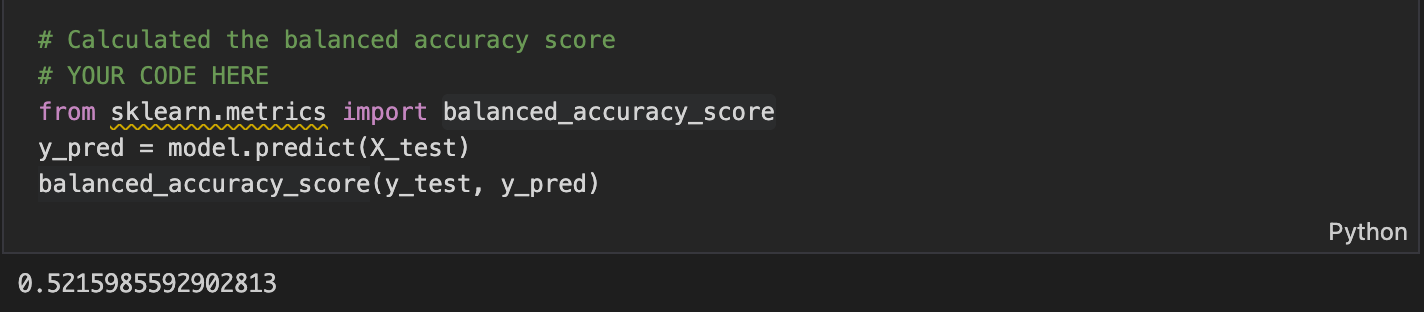 # Calculated the balanced accuracy score
# YOUR CODE HERE
from sklearn.metrics import balanced_accuracy_score
y_pred = model.predict(X_test)
balanced_accuracy_score(y_test, y_pred)
Python
0.5215985592902813